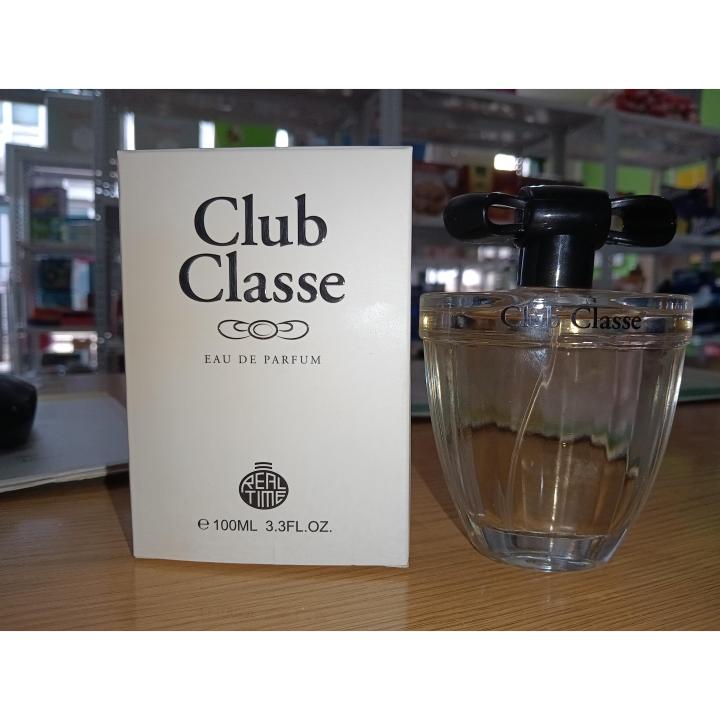 Club
Classe
EAU DE PARFUM
REAL
TIME
℮ 100ML 3.3FL.OZ.
Club Classe